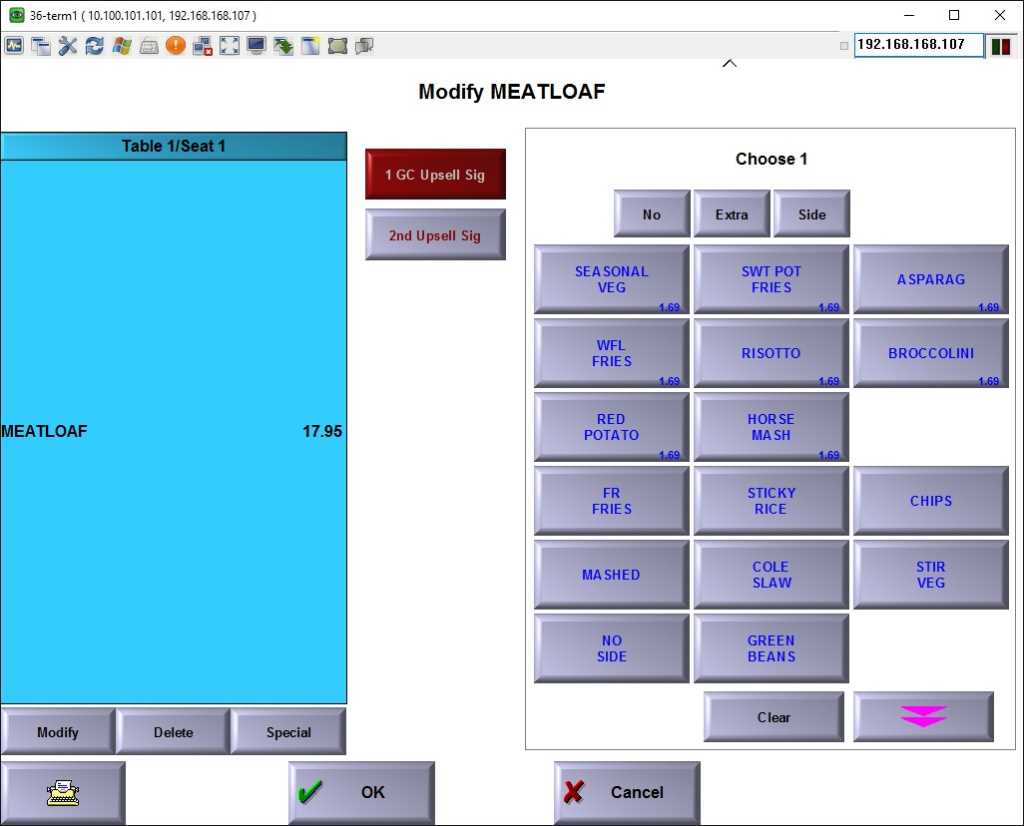 36-term1 ( 10.100.101.101, 192.168.168.107 )
192.168.168.107
Modify MEATLOAF
Table 1/Seat 1
MEATLOAF 17.95
Modify
Delete
Special
1 GC Upsell Sig
2nd Upsell Sig
Choose 1
No
Extra
Side
SEASONAL
VEG
1.69
SWT POT
FRIES
1.69
ASPARAG
1.69
WFL
FRIES
1.69
RISOTTO
1.69
BROCCOLINI
1.69
RED
POTATO
1.69
HORSE
MASH
1.69
FR
FRIES
STICKY
RICE
CHIPS
MASHED
COLE
SLAW
STIR
VEG
NO
SIDE
GREEN
BEANS
Clear
OK
Cancel